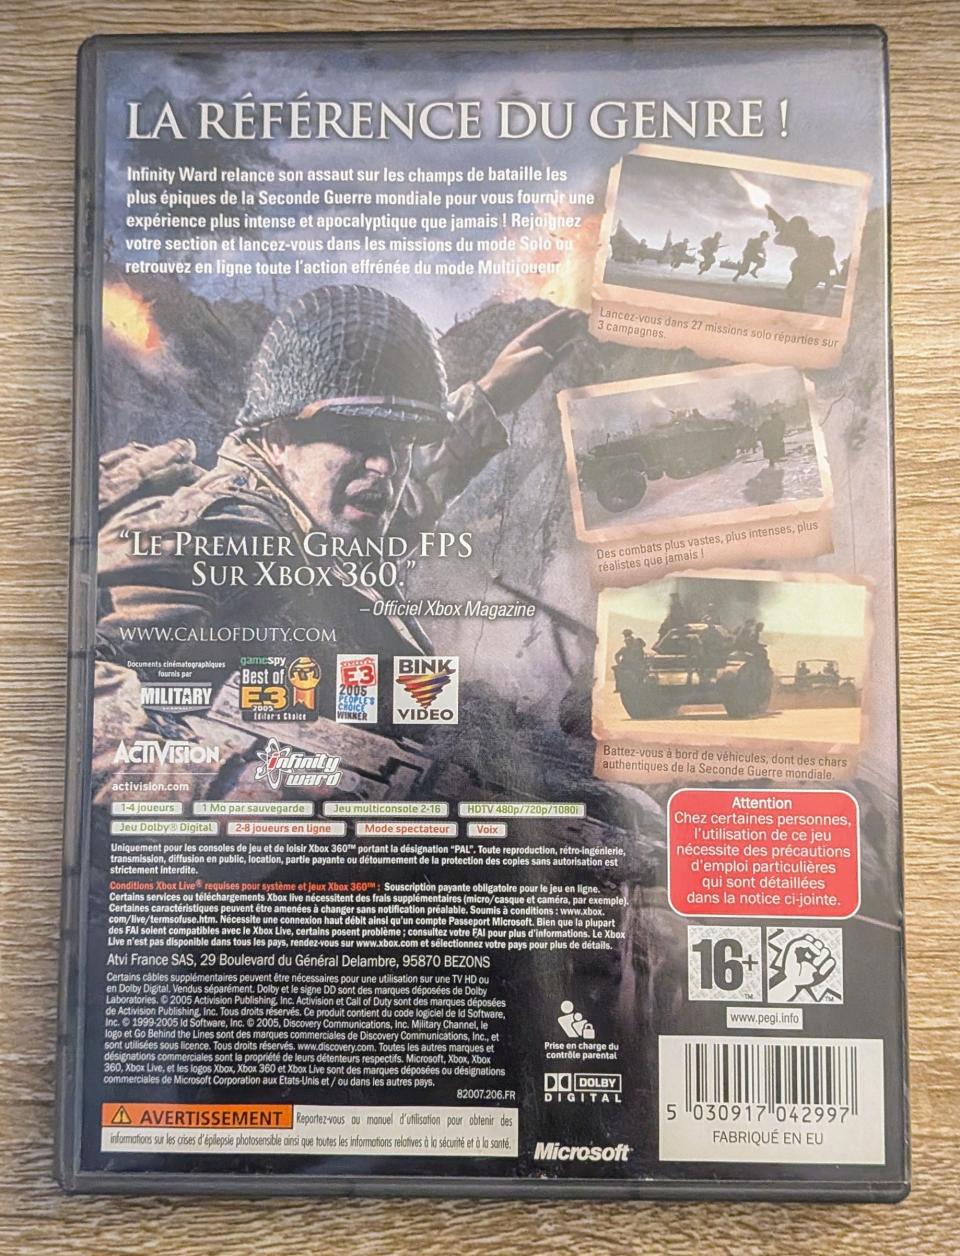 LA RÉFÉRENCE DU GENRE !
Infinity Ward relance son assaut sur les champs de bataille les
plus épiques de la Seconde Guerre mondiale pour vous fournir une
expérience plus intense et apocalyptique que jamais ! Rejoignez
votre section et lancez-vous dans les missions du mode Solo ou
retrouvez en ligne toute l'action effrénée du mode Multijoueur !
Lancez-vous dans 27 missions solo réparties sur
3 campagnes.
Des combats plus vastes, plus intenses, plus
réalistes que jamais !
"LE PREMIER GRAND FPS
SUR XBOX 360."
– Officiel Xbox Magazine
WWW.CALLOFDUTY.COM
Documents cinématographiques
fournis par
MILITARY
CHANNEL
gamespy
Best of
E3
2005
Editor's Choice
E3
2005
PEOPLE'S
CHOICE
WINNER
BINK
VIDEO
Battez-vous à bord de véhicules, dont des chars
authentiques de la Seconde Guerre mondiale.
ACTIVISION
activision.com
infinity
ward
1-4 joueurs
1 Mo par sauvegarde
Jeu multiconsole 2-16
HDTV 480p/720p/1080i
Jeu Dolby® Digital
2-8 joueurs en ligne
Mode spectateur
Voix
Uniquement pour les consoles de jeu et de loisir Xbox 360™ portant la désignation "PAL". Toute reproduction, rétro-ingénierie,
transmission, diffusion en public, location, partie payante ou détournement de la protection des copies sans autorisation est
strictement interdite.
Conditions Xbox Live® requises pour système et jeux Xbox 360™ : Souscription payante obligatoire pour le jeu en ligne.
Certains services ou téléchargements Xbox Live nécessitent des frais supplémentaires (micro/casque et caméra, par exemple).
Certaines caractéristiques peuvent être amenées à changer sans notification préalable. Soumis à conditions : www.xbox.
com/live/termsofuse.htm. Nécessite une connexion haut débit ainsi qu'un compte Passeport Microsoft. Bien que la plupart
des FAI soient compatibles avec le Xbox Live, certains posent problème ; consultez votre FAI pour plus d'informations. Le Xbox
Live n'est pas disponible dans tous les pays, rendez-vous sur www.xbox.com et sélectionnez votre pays pour plus de détails.
Atvi France SAS, 29 Boulevard du Général Delambre, 95870 BEZONS
Certains câbles supplémentaires peuvent être nécessaires pour une utilisation sur une TV HD ou
en Dolby Digital. Vendus séparément. Dolby et le signe DD sont des marques déposées de Dolby
Laboratories. © 2005 Activision Publishing, Inc. Activision et Call of Duty sont des marques déposées
de Activision Publishing, Inc. Tous droits réservés. Ce produit contient du code logiciel de Id Software,
Inc. © 1999-2005 Id Software, Inc. © 2005, Discovery Communications, Inc. Military Channel, le
logo et Go Behind the Lines sont des marques commerciales de Discovery Communications, Inc., et
sont utilisées sous licence. Tous droits réservés. www.discovery.com. Toutes les autres marques et
désignations commerciales sont la propriété de leurs détenteurs respectifs. Microsoft, Xbox, Xbox
360, Xbox Live, et les logos Xbox, Xbox 360 et Xbox Live sont des marques déposées ou désignations
commerciales de Microsoft Corporation aux Etats-Unis et / ou dans les autres pays.
82007.206.FR
AVERTISSEMENT Reportez-vous au manuel d'utilisation pour obtenir des
informations sur les crises d'épilepsie photosensible ainsi que toutes les informations relatives à la sécurité et à la santé.
Attention
Chez certaines personnes,
l'utilisation de ce jeu
nécessite des précautions
d'emploi particulières
qui sont détaillées
dans la notice ci-jointe.
16+
TM
TM
www.pegi.info
Prise en charge du
contrôle parental
DOLBY
DIGITAL
Microsoft®
5 030917 042997
FABRIQUÉ EN EU